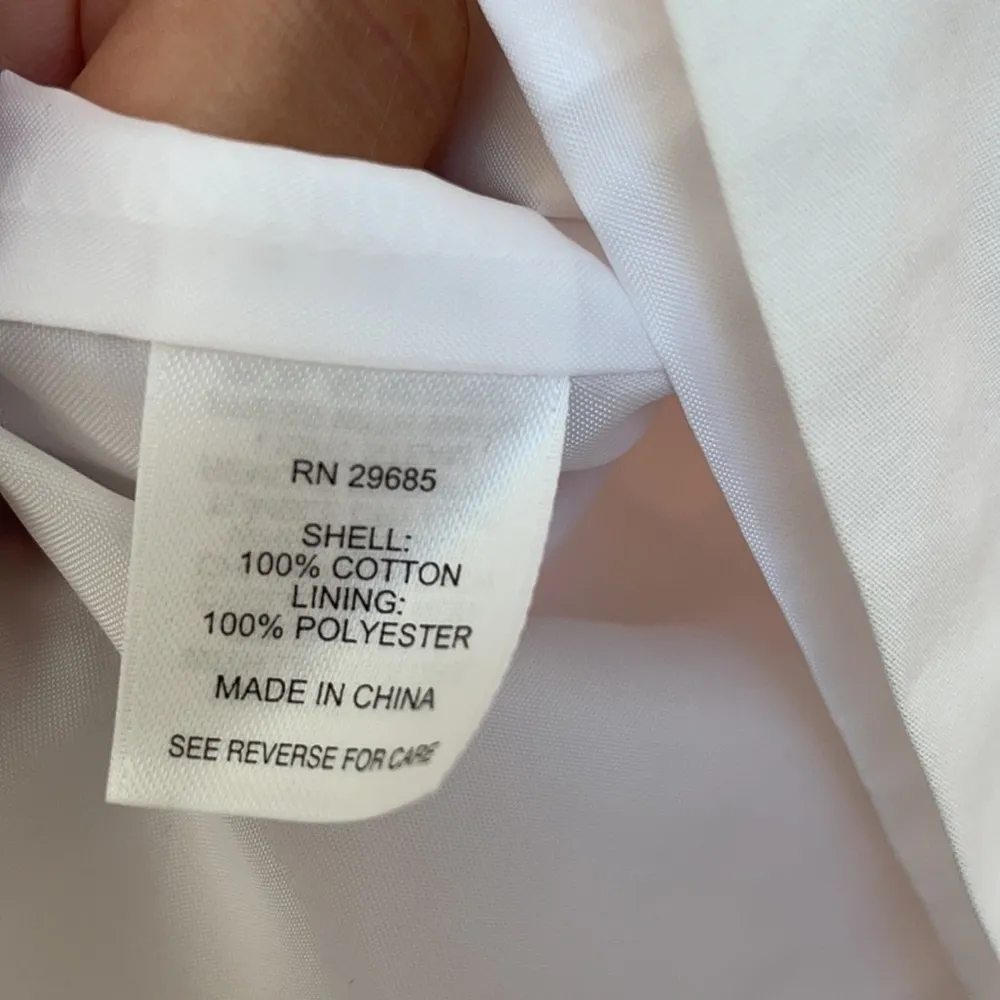 RN 29685
SHELL:
100% COTTON
LINING:
100% POLYESTER
MADE IN CHINA
SEE REVERSE FOR CARE